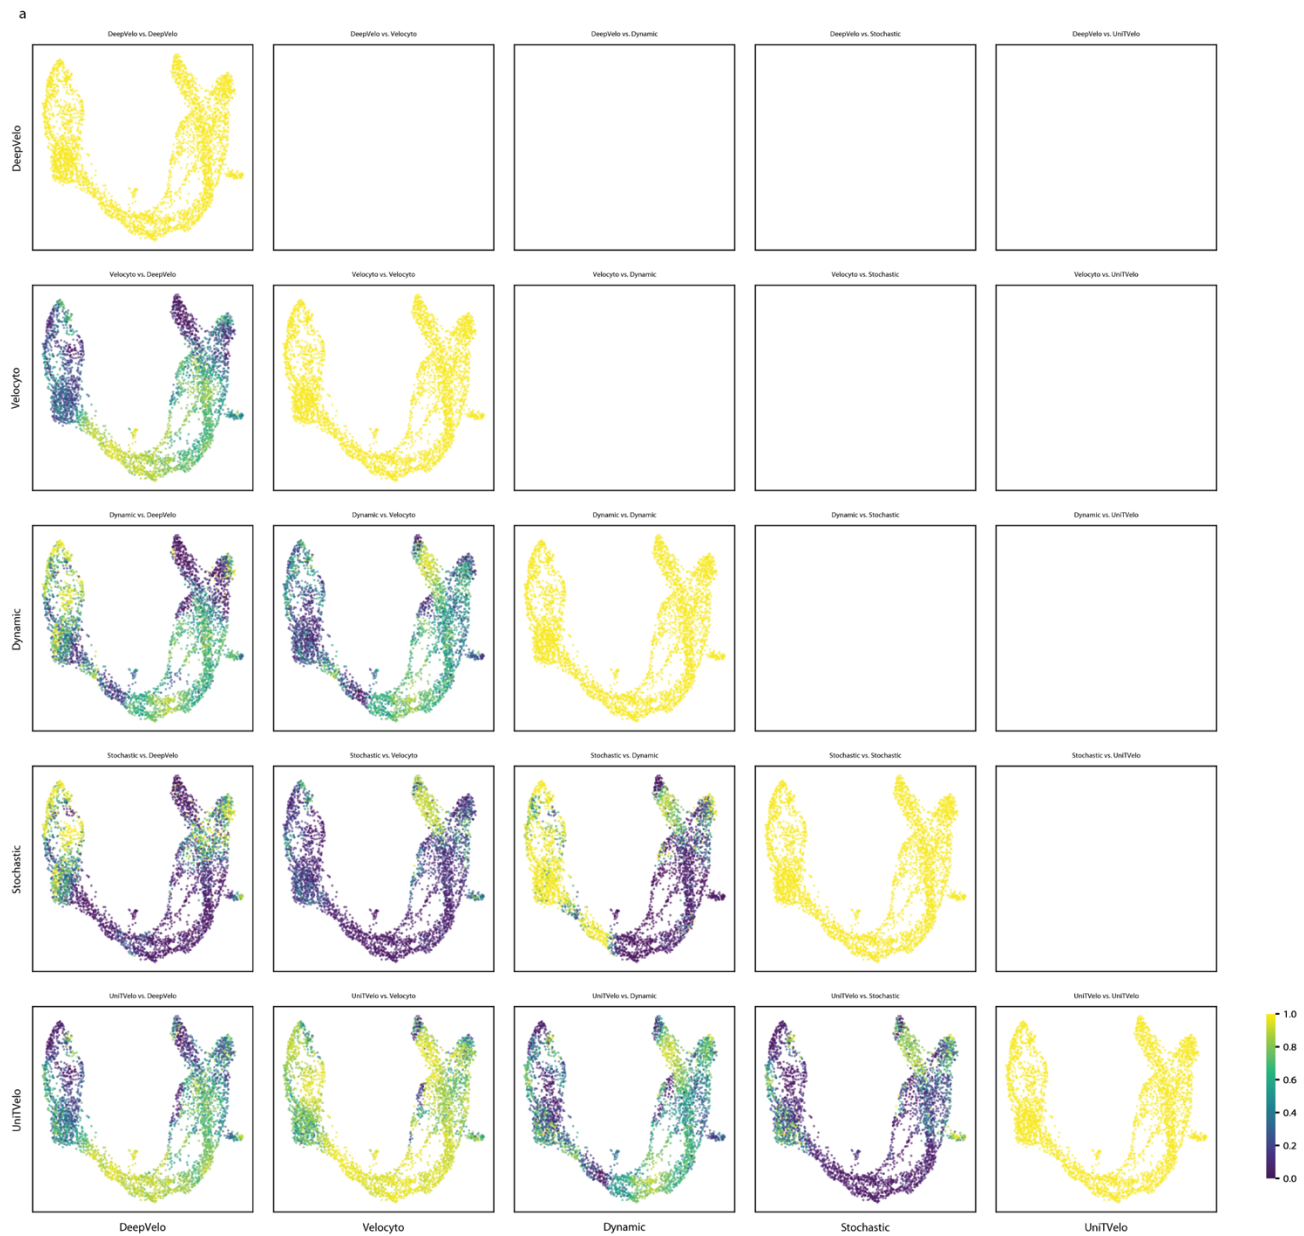 a
DeepVelo vs. DeepVelo
DeepVelo vs. Velocyto
DeepVelo vs. Dynamic
DeepVelo vs. Stochastic
DeepVelo vs. UniTVelo
DeepVelo
Velocyto vs. DeepVelo
Velocyto vs. Velocyto
Velocyto vs. Dynamic
Velocyto vs. Stochastic
Velocyto vs. UniTVelo
Velocyto
Dynamic vs. DeepVelo
Dynamic vs. Velocyto
Dynamic vs. Dynamic
Dynamic vs. Stochastic
Dynamic vs. UniTVelo
Dynamic
Stochastic vs. DeepVelo
Stochastic vs. Velocyto
Stochastic vs. Dynamic
Stochastic vs. Stochastic
Stochastic vs. UniTVelo
Stochastic
UniTVelo vs. DeepVelo
UniTVelo vs. Velocyto
UniTVelo vs. Dynamic
UniTVelo vs. Stochastic
UniTVelo vs. UniTVelo
UniTVelo
1.0
0.8
0.6
0.4
0.2
0.0
DeepVelo
Velocyto
Dynamic
Stochastic
UniTVelo